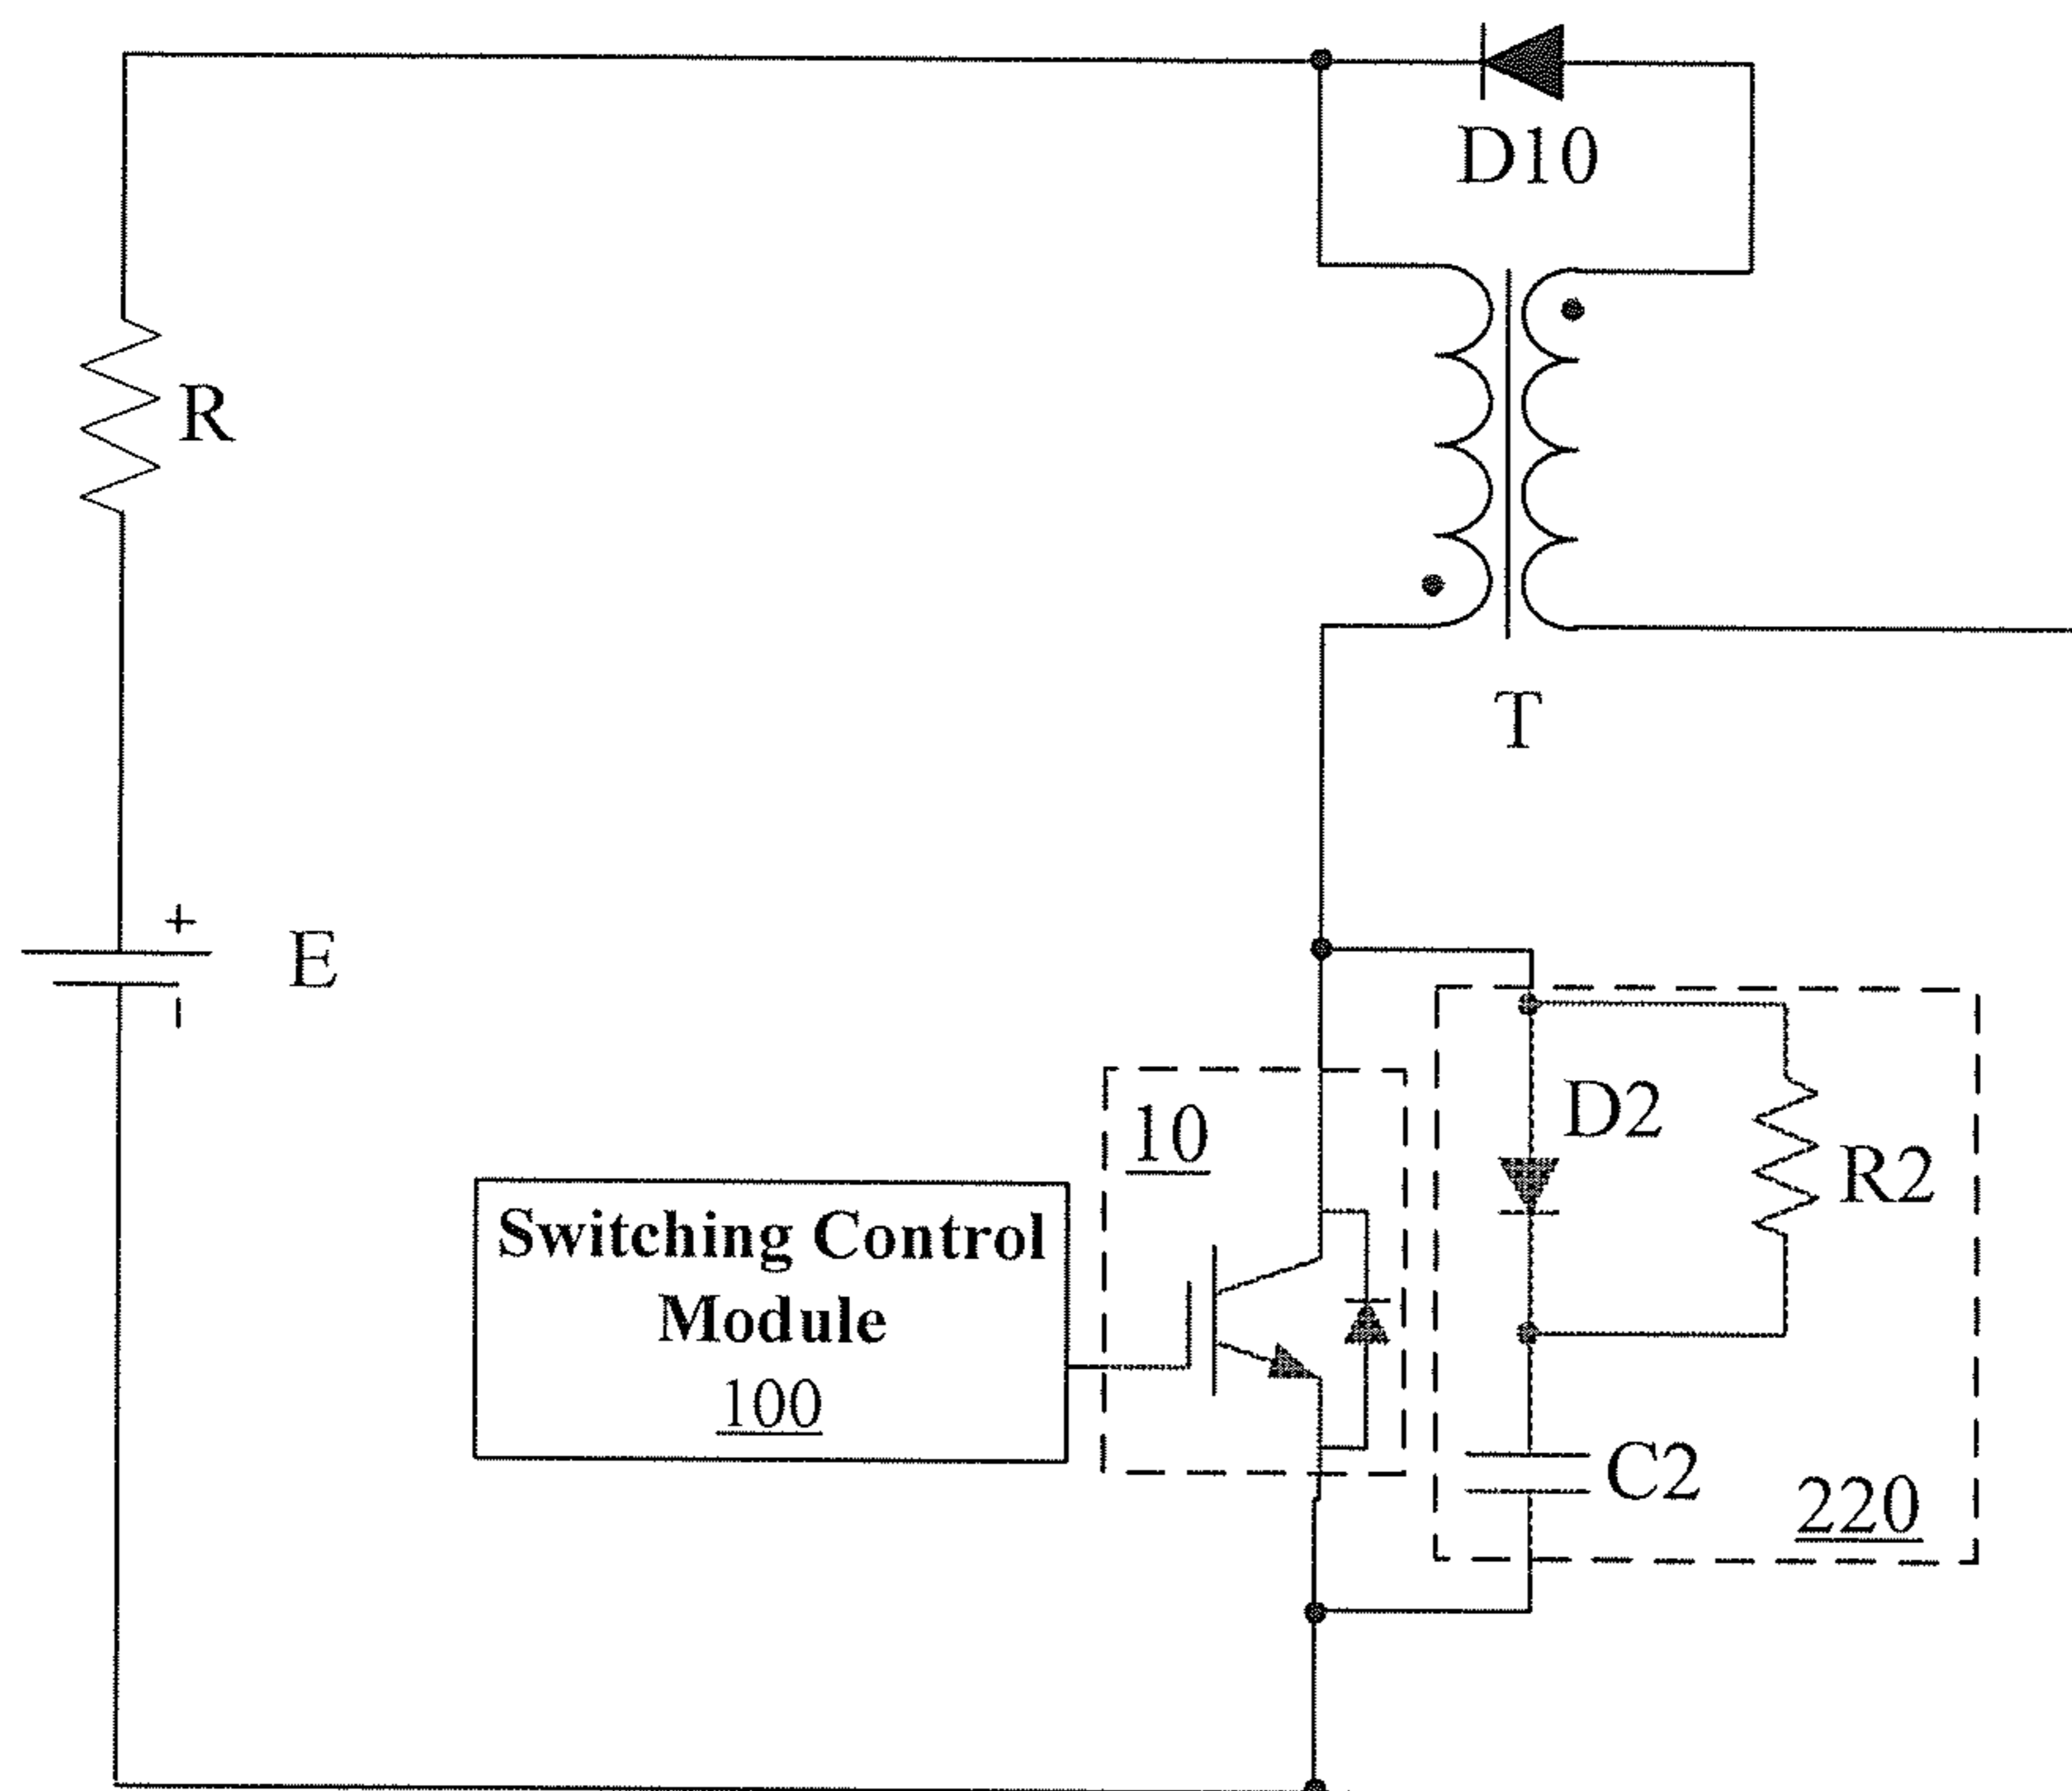 D10
R
T
+
E
-
D2
10
R2
Switching Control
Module
100
C2
220